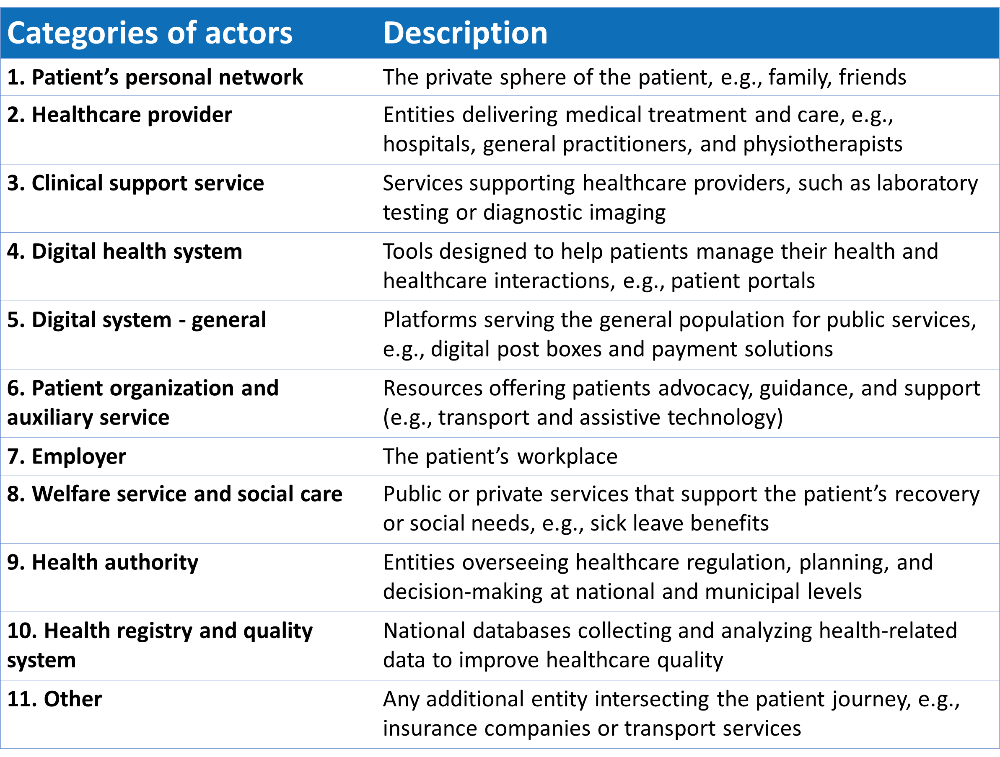 Categories of actors Description
1. Patient’s personal network The private sphere of the patient, e.g., family, friends
2. Healthcare provider Entities delivering medical treatment and care, e.g.,
hospitals, general practitioners, and physiotherapists
3. Clinical support service Services supporting healthcare providers, such as laboratory
testing or diagnostic imaging
4. Digital health system Tools designed to help patients manage their health and
healthcare interactions, e.g., patient portals
5. Digital system - general Platforms serving the general population for public services,
e.g., digital post boxes and payment solutions
6. Patient organization and Resources offering patients advocacy, guidance, and support
auxiliary service (e.g., transport and assistive technology)
7. Employer The patient’s workplace
8. Welfare service and social care Public or private services that support the patient’s recovery
or social needs, e.g., sick leave benefits
9. Health authority Entities overseeing healthcare regulation, planning, and
decision-making at national and municipal levels
10. Health registry and quality National databases collecting and analyzing health-related
system data to improve healthcare quality
11. Other Any additional entity intersecting the patient journey, e.g.,
insurance companies or transport services